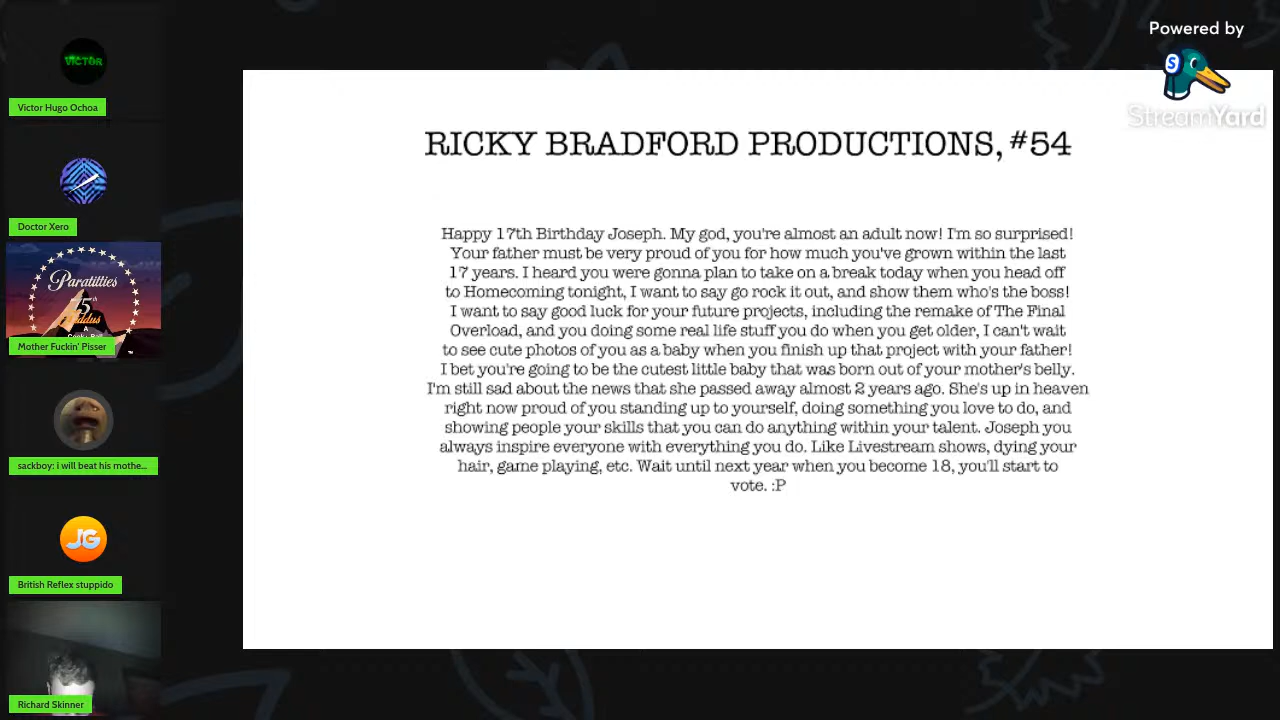 Powered by
StreamYard
VICTOR
Victor Hugo Ochoa
Doctor Xero
Paratitties
75
A
Mother Fuckin' Pisser
sackboy: i will beat his mothe...
JG
British Reflex stuppido
Richard Skinner
RICKY BRADFORD PRODUCTIONS, #54
Happy 17th Birthday Joseph. My god, you're almost an adult now! I'm so surprised!
Your father must be very proud of you for how much you've grown within the last
17 years. I heard you were gonna plan to take on a break today when you head off
to Homecoming tonight, I want to say go rock it out, and show them who's the boss!
I want to say good luck for your future projects, including the remake of The Final
Overload, and you doing some real life stuff you do when you get older, I can't wait
to see cute photos of you as a baby when you finish up that project with your father!
I bet you're going to be the cutest little baby that was born out of your mother's belly.
I'm still sad about the news that she passed away almost 2 years ago. She's up in heaven
right now proud of you standing up to yourself, doing something you love to do, and
showing people your skills that you can do anything within your talent. Joseph you
always inspire everyone with everything you do. Like Livestream shows, dying your
hair, game playing, etc. Wait until next year when you become 18, you'll start to
vote. :P